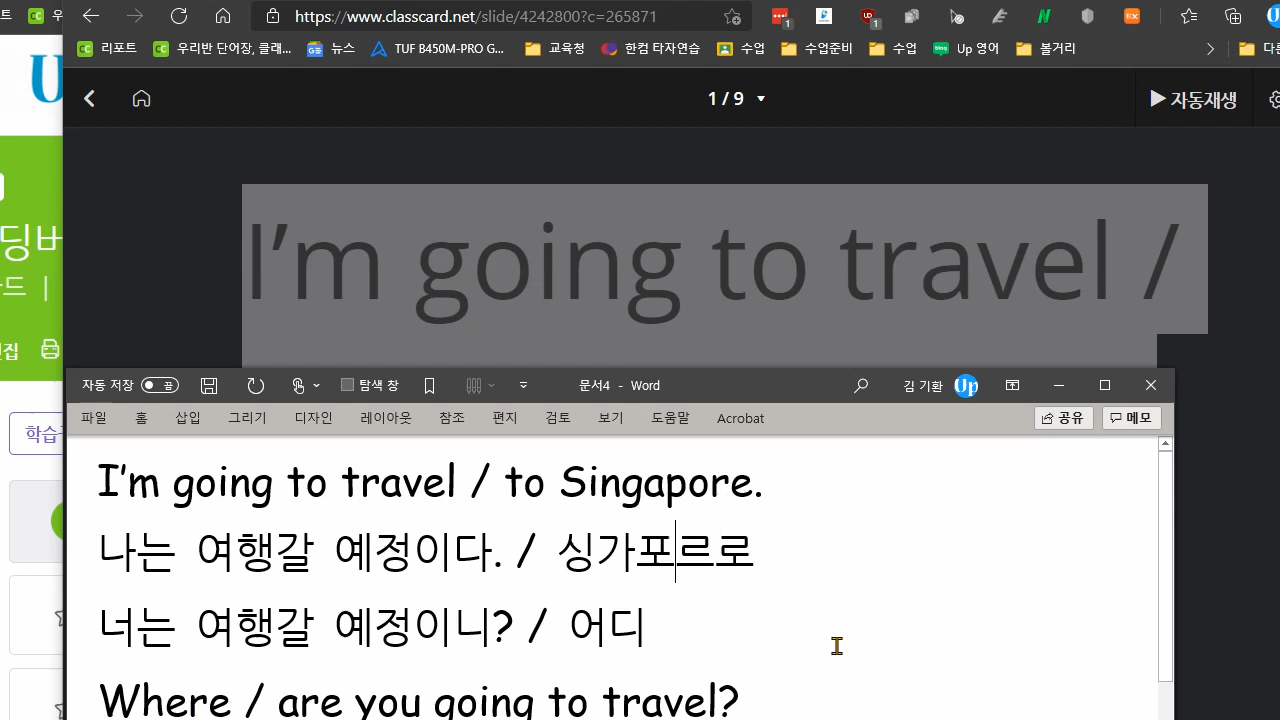 https://www.classcard.net/slide/4242800?c=265871
리포트 우리반 단어장, 클래... 뉴스 TUF B450M-PRO G... 교육청 한컴 타자연습 수업 수업준비 수업 Up 영어 볼거리
1 / 9 자동재생
I’m going to travel /
자동 저장 끔 탐색 창 문서4 - Word 김 기환 Up
파일 홈 삽입 그리기 디자인 레이아웃 참조 편지 검토 보기 도움말 Acrobat 공유 메모
I’m going to travel / to Singapore.
나는 여행갈 예정이다. / 싱가포르로
너는 여행갈 예정이니? / 어디
Where / are you going to travel?